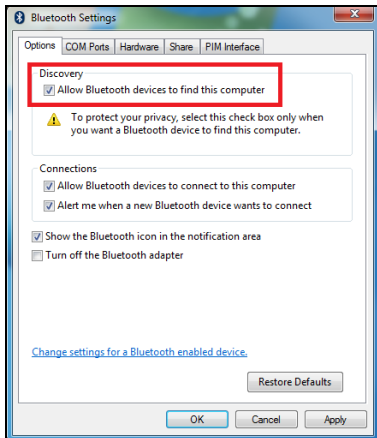 Bluetooth Settings
Options COM Ports Hardware Share PIM Interface
Discovery
Allow Bluetooth devices to find this computer
To protect your privacy, select this check box only when
you want a Bluetooth device to find this computer.
Connections
Allow Bluetooth devices to connect to this computer
Alert me when a new Bluetooth device wants to connect
Show the Bluetooth icon in the notification area
Turn off the Bluetooth adapter
Change settings for a Bluetooth enabled device.
Restore Defaults
OK Cancel Apply